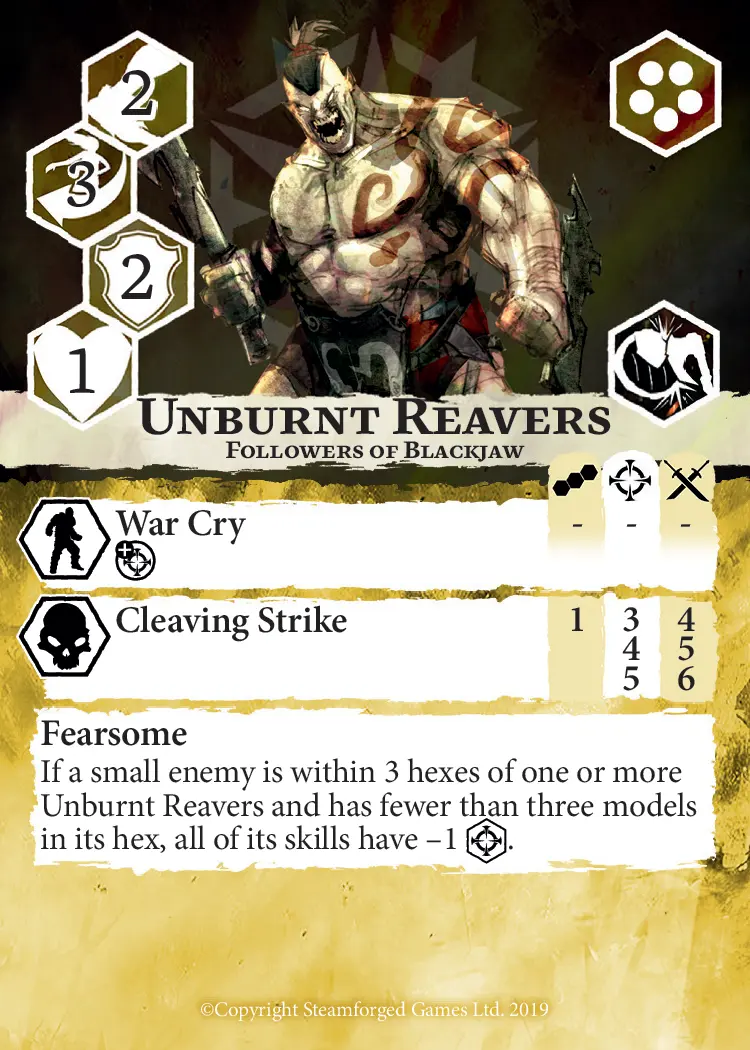 2
3
2
1
Unburnt Reavers
Followers of Blackjaw
War Cry - - -
Cleaving Strike 1 3 4
4 5
5 6
Fearsome
If a small enemy is within 3 hexes of one or more
Unburnt Reavers and has fewer than three models
in its hex, all of its skills have –1 .
©Copyright Steamforged Games Ltd. 2019